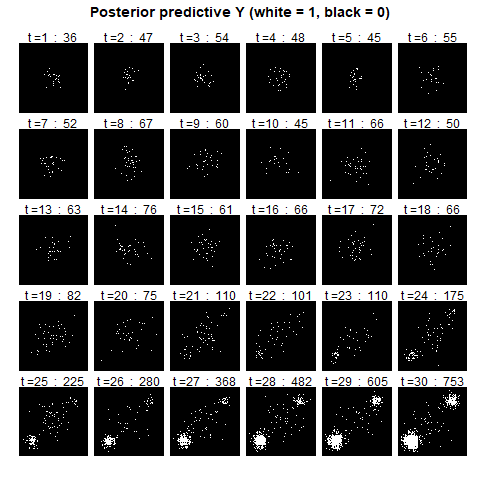 Posterior predictive Y (white = 1, black = 0)
t=1 : 36 t=2 : 47 t=3 : 54 t=4 : 48 t=5 : 45 t=6 : 55
t=7 : 52 t=8 : 67 t=9 : 60 t=10 : 45 t=11 : 66 t=12 : 50
t=13 : 63 t=14 : 76 t=15 : 61 t=16 : 66 t=17 : 72 t=18 : 66
t=19 : 82 t=20 : 75 t=21 : 110 t=22 : 101 t=23 : 110 t=24 : 175
t=25 : 225 t=26 : 280 t=27 : 368 t=28 : 482 t=29 : 605 t=30 : 753